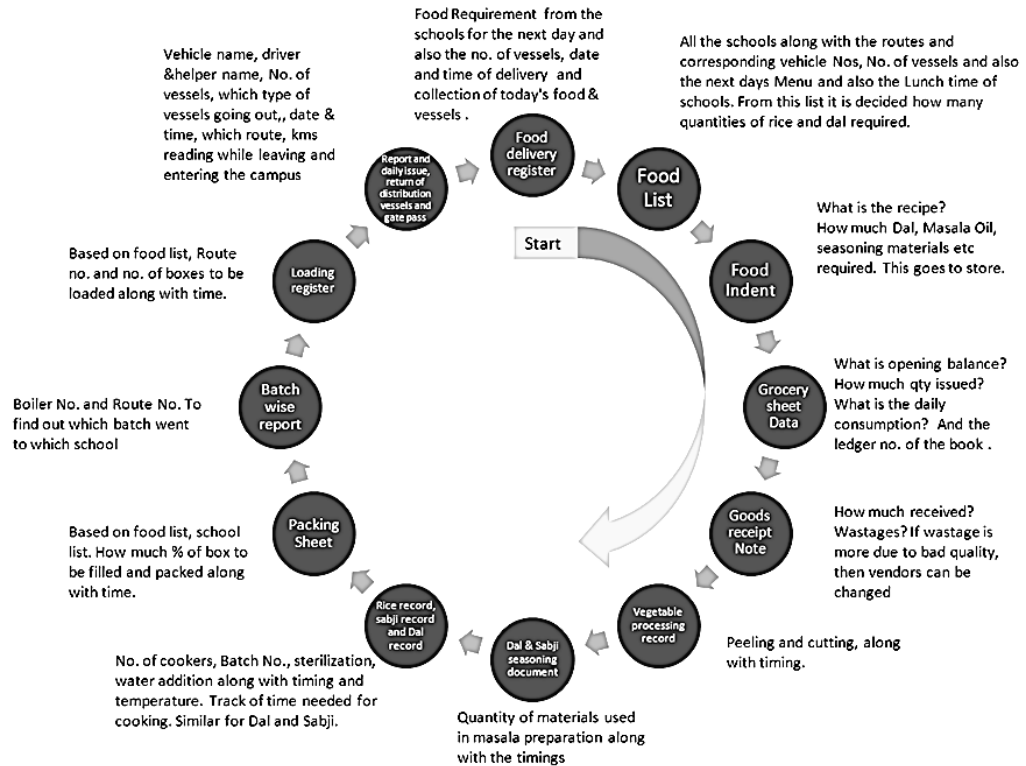 Food Requirement from the
schools for the next day and
also the no. of vessels, date
and time of delivery and
collection of today's food &
vessels .
Food
delivery
register
All the schools along with the routes and
corresponding vehicle Nos, No. of vessels and also
the next days Menu and also the Lunch time of
schools. From this list it is decided how many
quantities of rice and dal required.
Food
List
What is the recipe?
How much Dal, Masala Oil,
seasoning materials etc
required. This goes to store.
Food
Indent
What is opening balance?
How much qty issued?
What is the daily
consumption? And the
ledger no. of the book .
Grocery
sheet
Data
How much received?
Wastages? If wastage is
more due to bad quality,
then vendors can be
changed
Goods
receipt
Note
Peeling and cutting, along
with timing.
Vegetable
processing
record
Quantity of materials used
in masala preparation along
with the timings
Dal & Sabji
seasoning
document
No. of cookers, Batch No., sterilization,
water addition along with timing and
temperature. Track of time needed for
cooking. Similar for Dal and Sabji.
Rice record,
sabji record
and Dal
record
Based on food list, school
list. How much % of box to
be filled and packed along
with time.
Packing
Sheet
Boiler No. and Route No. To
find out which batch went
to which school
Batch
wise
report
Based on food list, Route
no. and no. of boxes to be
loaded along with time.
Loading
register
Vehicle name, driver
&helper name, No. of
vessels, which type of
vessels going out,, date &
time, which route, kms
reading while leaving and
entering the campus
Report and
daily issue,
return of
distribution
vessels and
gate pass
Start